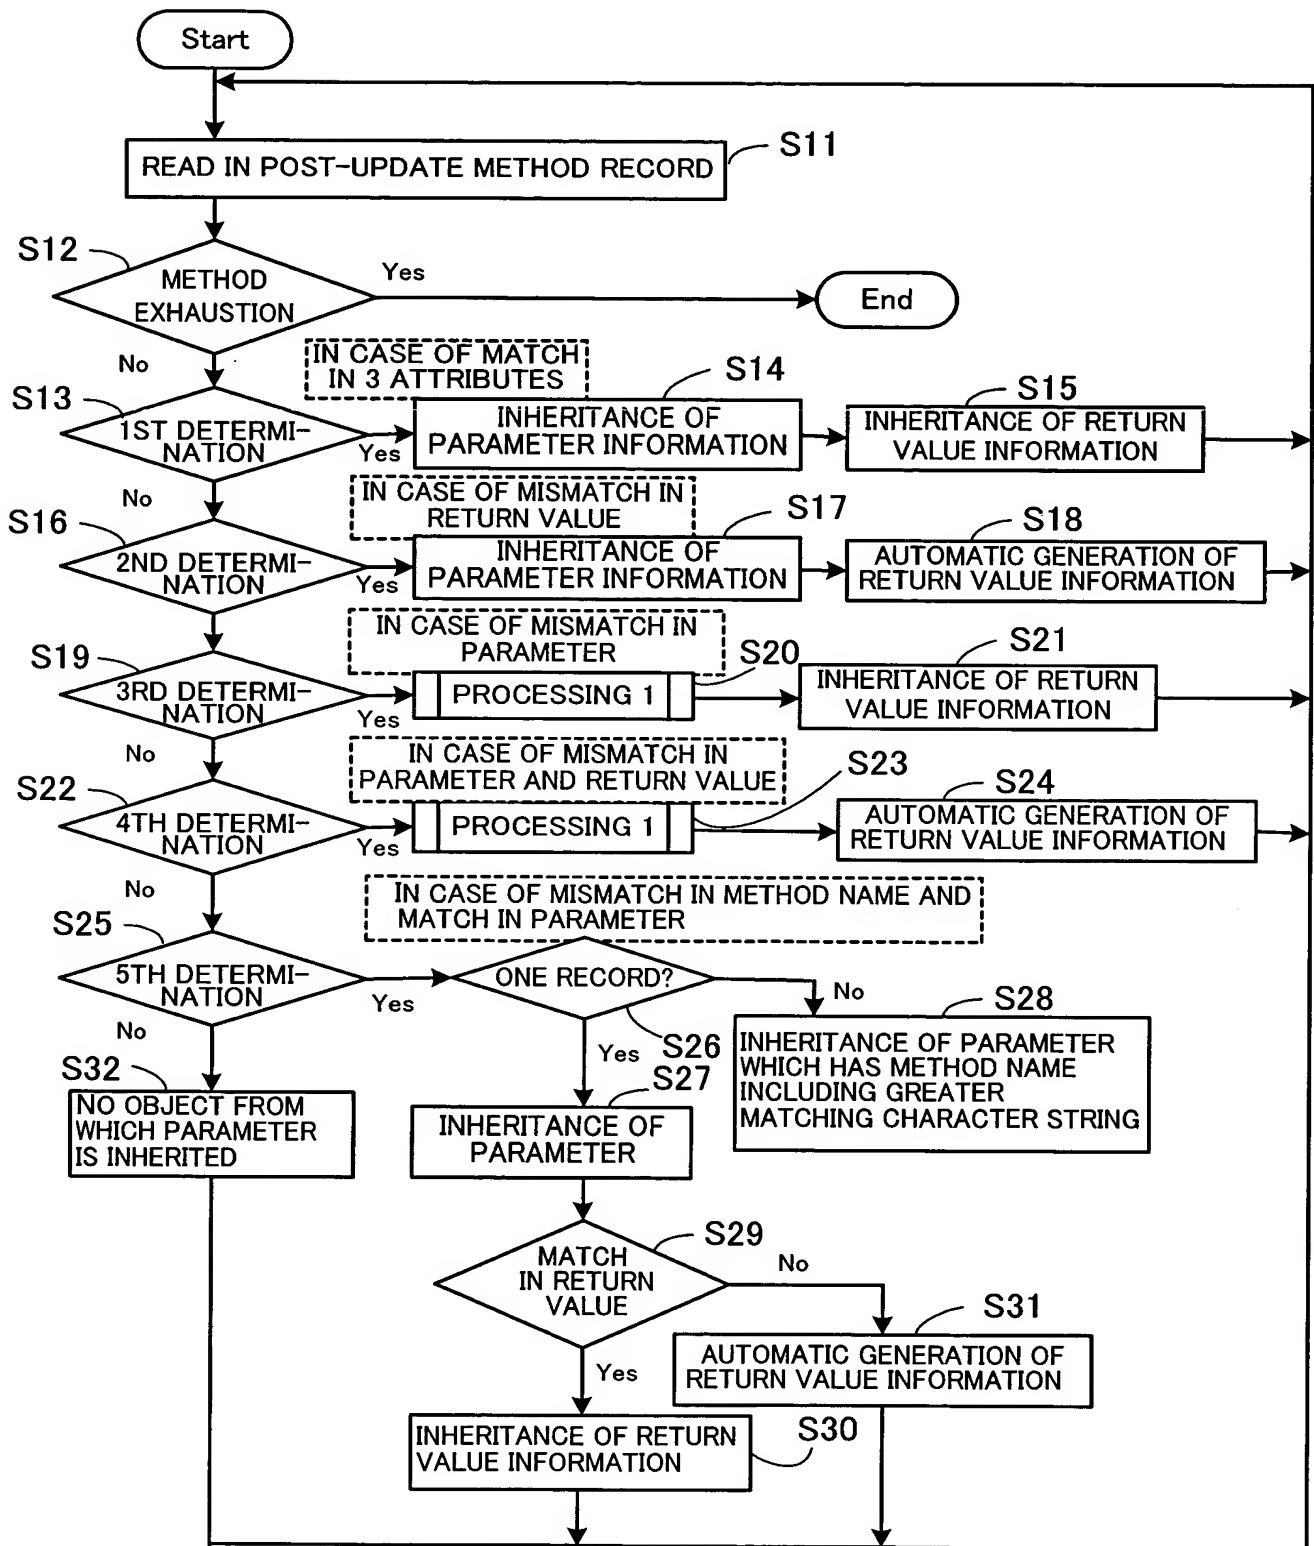 Start
S11
READ IN POST-UPDATE METHOD RECORD
S12
METHOD
EXHAUSTION
Yes
End
No
IN CASE OF MATCH
IN 3 ATTRIBUTES
S13
1ST DETERMI-
NATION
Yes
S14
INHERITANCE OF
PARAMETER INFORMATION
S15
INHERITANCE OF RETURN
VALUE INFORMATION
No
IN CASE OF MISMATCH IN
RETURN VALUE
S16
2ND DETERMI-
NATION
Yes
S17
INHERITANCE OF
PARAMETER INFORMATION
S18
AUTOMATIC GENERATION OF
RETURN VALUE INFORMATION
IN CASE OF MISMATCH IN
PARAMETER
S19
3RD DETERMI-
NATION
Yes
S20
PROCESSING 1
S21
INHERITANCE OF RETURN
VALUE INFORMATION
No
IN CASE OF MISMATCH IN
PARAMETER AND RETURN VALUE
S22
4TH DETERMI-
NATION
Yes
S23
PROCESSING 1
S24
AUTOMATIC GENERATION OF
RETURN VALUE INFORMATION
No
IN CASE OF MISMATCH IN METHOD NAME AND
MATCH IN PARAMETER
S25
5TH DETERMI-
NATION
Yes
ONE RECORD?
No
S26
Yes
S28
INHERITANCE OF PARAMETER
WHICH HAS METHOD NAME
INCLUDING GREATER
MATCHING CHARACTER STRING
No
S32
NO OBJECT FROM
WHICH PARAMETER
IS INHERITED
S27
INHERITANCE OF
PARAMETER
S29
MATCH
IN RETURN
VALUE
No
S31
AUTOMATIC GENERATION OF
RETURN VALUE INFORMATION
Yes
S30
INHERITANCE OF RETURN
VALUE INFORMATION